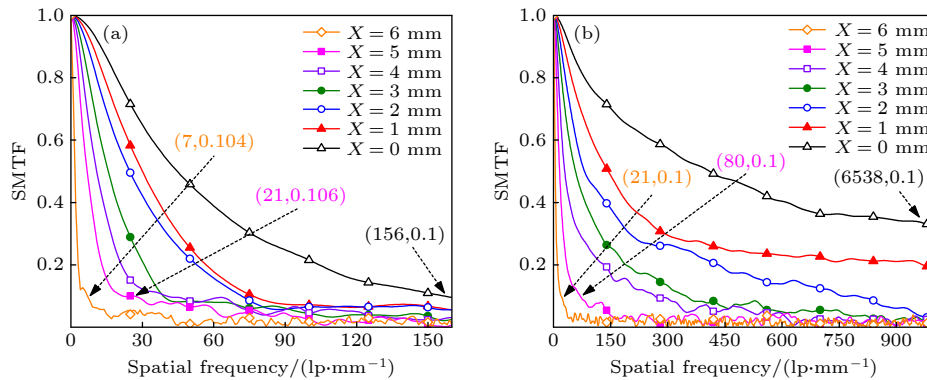 (a)
X = 6 mm
X = 5 mm
X = 4 mm
X = 3 mm
X = 2 mm
X = 1 mm
X = 0 mm
(7,0.104)
(21,0.106)
(156,0.1)
SMTF
1.0
0.8
0.6
0.4
0.2
0 30 60 90 120 150
Spatial frequency/(lp·mm⁻¹)
(b)
X = 6 mm
X = 5 mm
X = 4 mm
X = 3 mm
X = 2 mm
X = 1 mm
X = 0 mm
(21,0.1)
(80,0.1)
(6538,0.1)
SMTF
1.0
0.8
0.6
0.4
0.2
0 150 300 450 600 750 900
Spatial frequency/(lp·mm⁻¹)